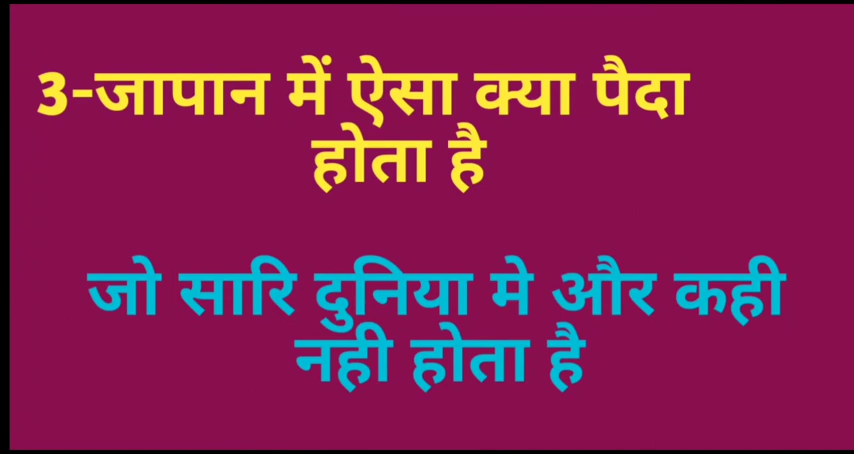 3-जापान में ऐसा क्या पैदा
होता है
जो सारि दुनिया मे और कही
नही होता है